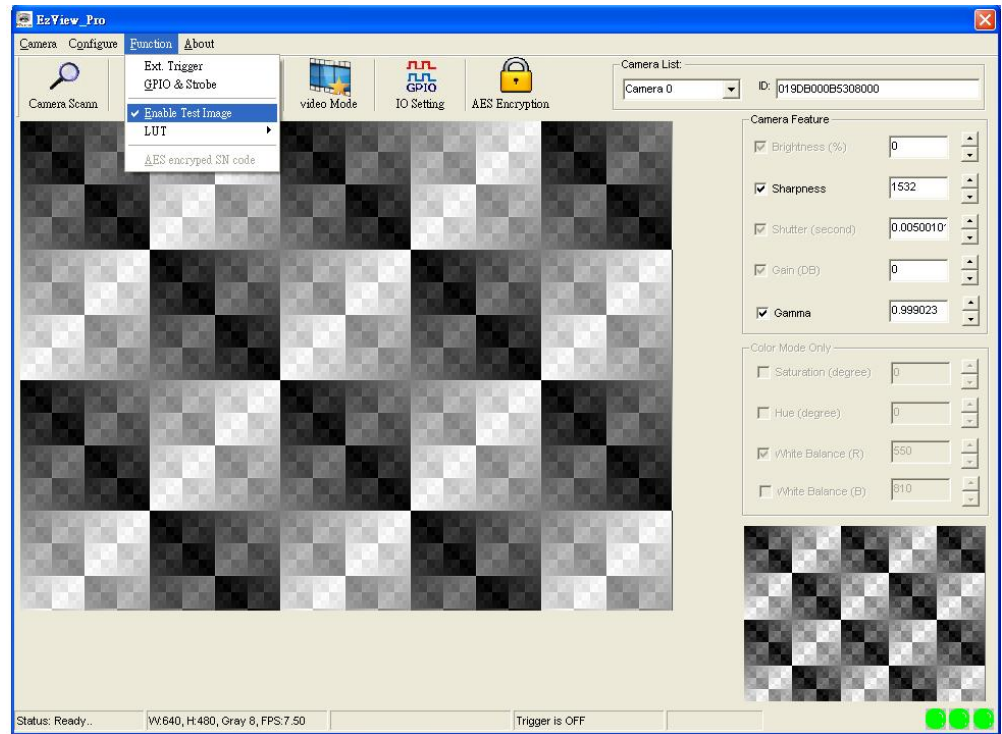 EzView_Pro
Camera Configure Function About
Ext. Trigger
GPIO & Strobe
Enable Test Image
LUT
AES encryped SN code
Camera Scann
video Mode
GPIO
IO Setting
AES Encryption
Camera List:
Camera 0
ID: 019DB000B5308000
Camera Feature
Brightness (%) 0
Sharpness 1532
Shutter (second) 0.0050010
Gain (DB) 0
Gamma 0.999023
Color Mode Only
Saturation (degree) 0
Hue (degree) 0
White Balance (R) 550
White Balance (B) 810
Status: Ready..
W:640, H:480, Gray 8, FPS:7.50
Trigger is OFF